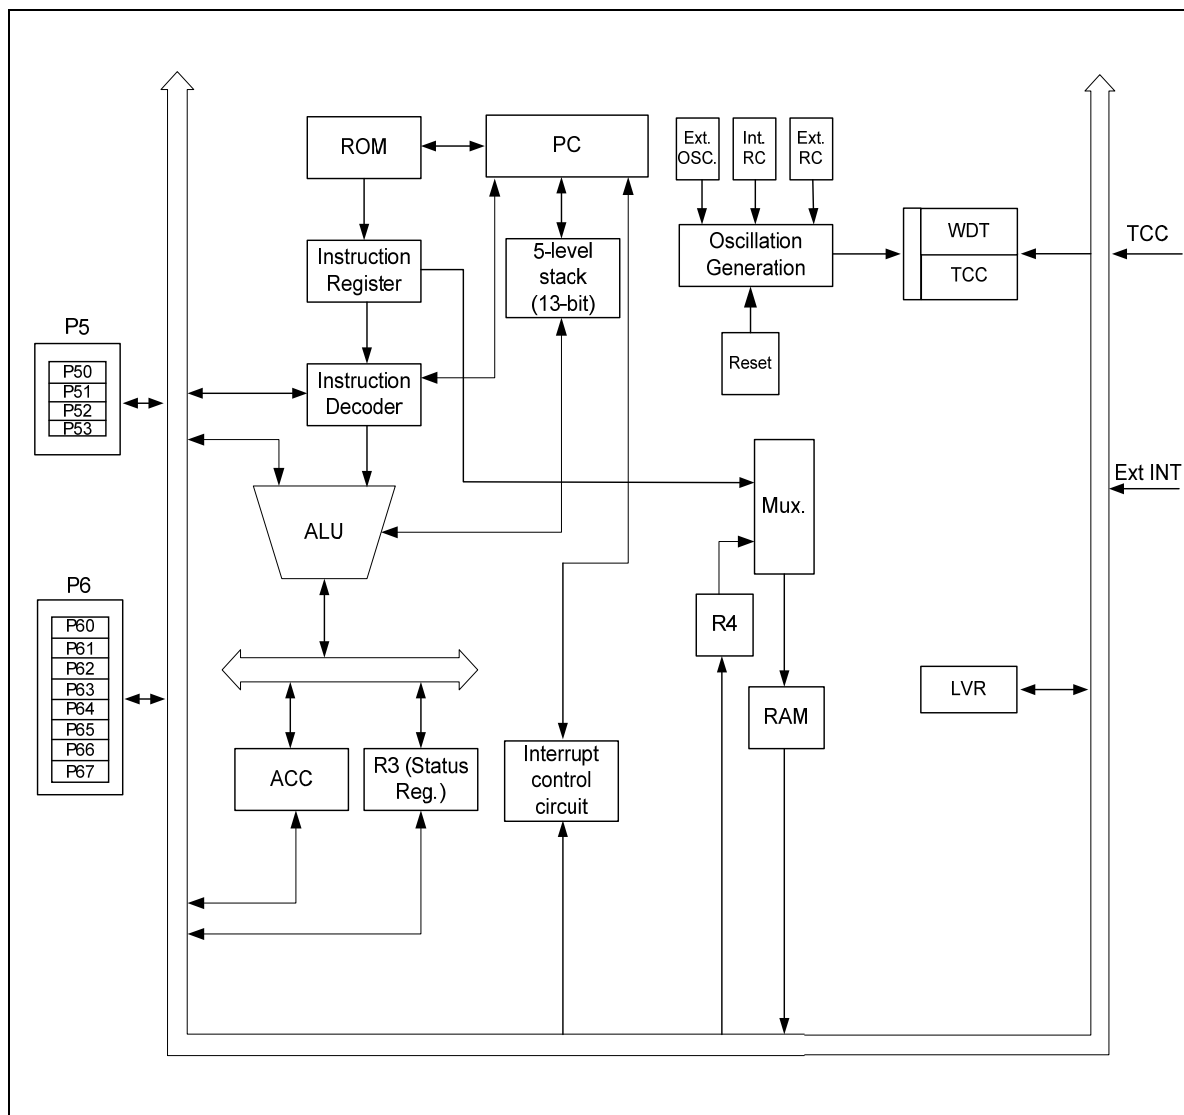 ROM
PC
Ext.
OSC.
Int.
RC
Ext.
RC
Instruction
Register
5-level
stack
(13-bit)
Oscillation
Generation
WDT
TCC
TCC
Reset
P5
P50
P51
P52
P53
Instruction
Decoder
ALU
Mux.
Ext INT
P6
P60
P61
P62
P63
P64
P65
P66
P67
R4
RAM
LVR
ACC
R3 (Status
Reg.)
Interrupt
control
circuit